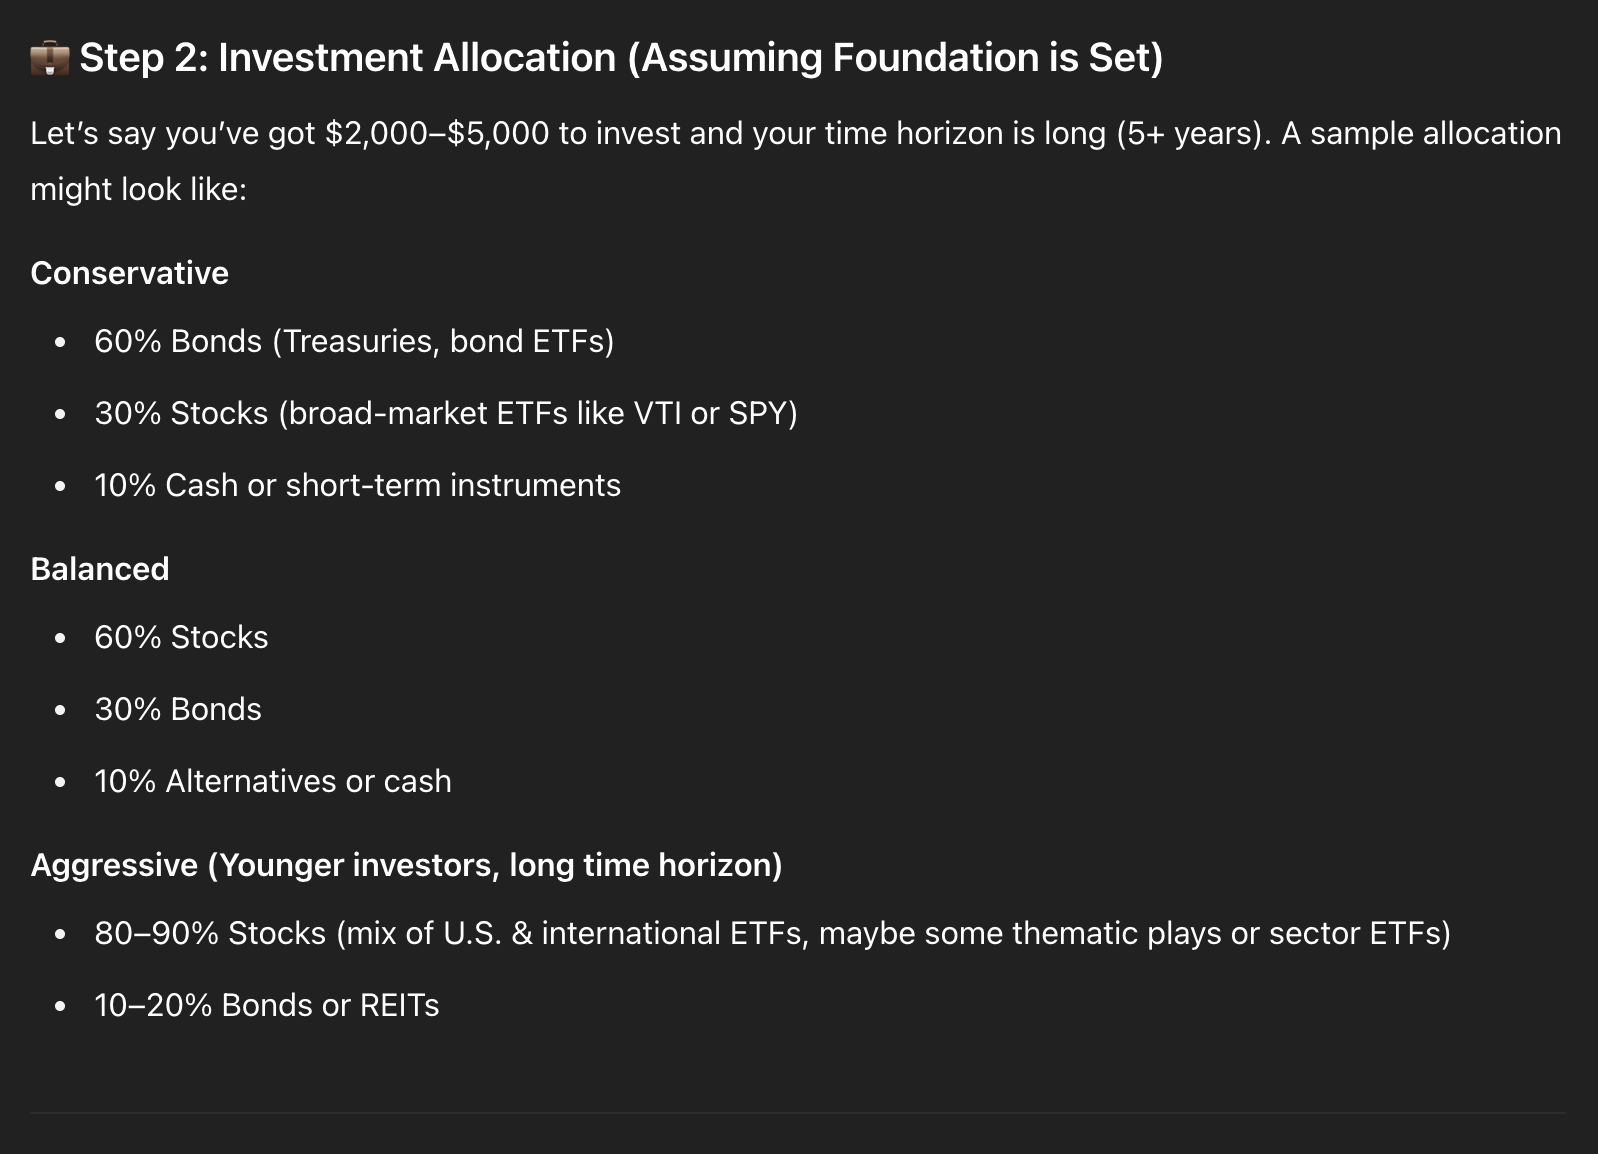 💼 Step 2: Investment Allocation (Assuming Foundation is Set)
Let’s say you’ve got $2,000–$5,000 to invest and your time horizon is long (5+ years). A sample allocation
might look like:
Conservative
• 60% Bonds (Treasuries, bond ETFs)
• 30% Stocks (broad-market ETFs like VTI or SPY)
• 10% Cash or short-term instruments
Balanced
• 60% Stocks
• 30% Bonds
• 10% Alternatives or cash
Aggressive (Younger investors, long time horizon)
• 80–90% Stocks (mix of U.S. & international ETFs, maybe some thematic plays or sector ETFs)
• 10–20% Bonds or REITs